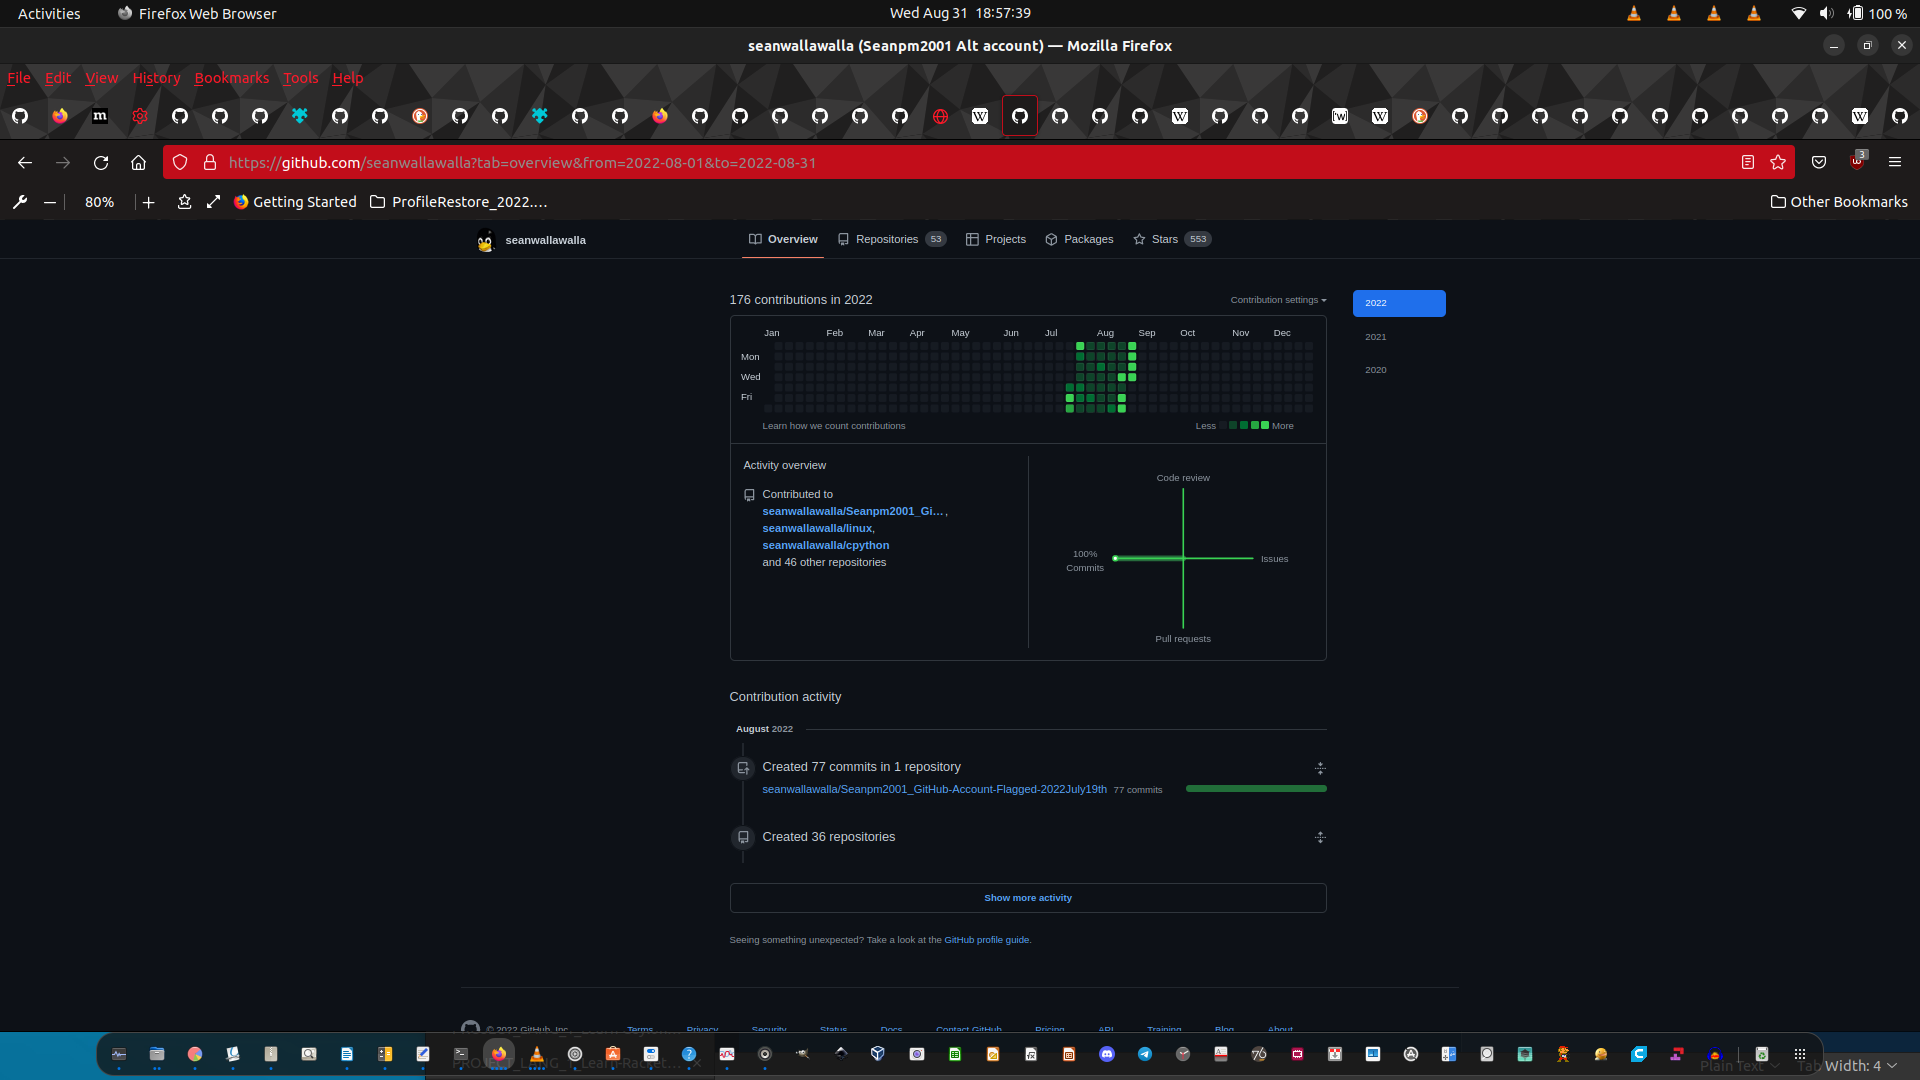 Activities
Firefox Web Browser
Wed Aug 31 18:57:39
100 %
seanwallawalla (Seanpm2001 Alt account) — Mozilla Firefox
File Edit View History Bookmarks Tools Help
https://github.com/seanwallawalla?tab=overview&from=2022-08-01&to=2022-08-31
3
80%
Getting Started
ProfileRestore_2022.…
Other Bookmarks
seanwallawalla
Overview
Repositories 53
Projects
Packages
Stars 553
176 contributions in 2022
Contribution settings
2022
2021
2020
Jan Feb Mar Apr May Jun Jul Aug Sep Oct Nov Dec
Mon
Wed
Fri
Learn how we count contributions
Less
More
Activity overview
Contributed to
seanwallawalla/Seanpm2001_Gi…,
seanwallawalla/linux,
seanwallawalla/cpython
and 46 other repositories
Code review
100%
Commits
Issues
Pull requests
Contribution activity
August 2022
Created 77 commits in 1 repository
seanwallawalla/Seanpm2001_GitHub-Account-Flagged-2022July19th 77 commits
Created 36 repositories
Show more activity
Seeing something unexpected? Take a look at the GitHub profile guide.
© 2022 GitHub, Inc. Terms Privacy Security Status Docs Contact GitHub Pricing API Training Blog About
Plain Text
Tab Width: 4